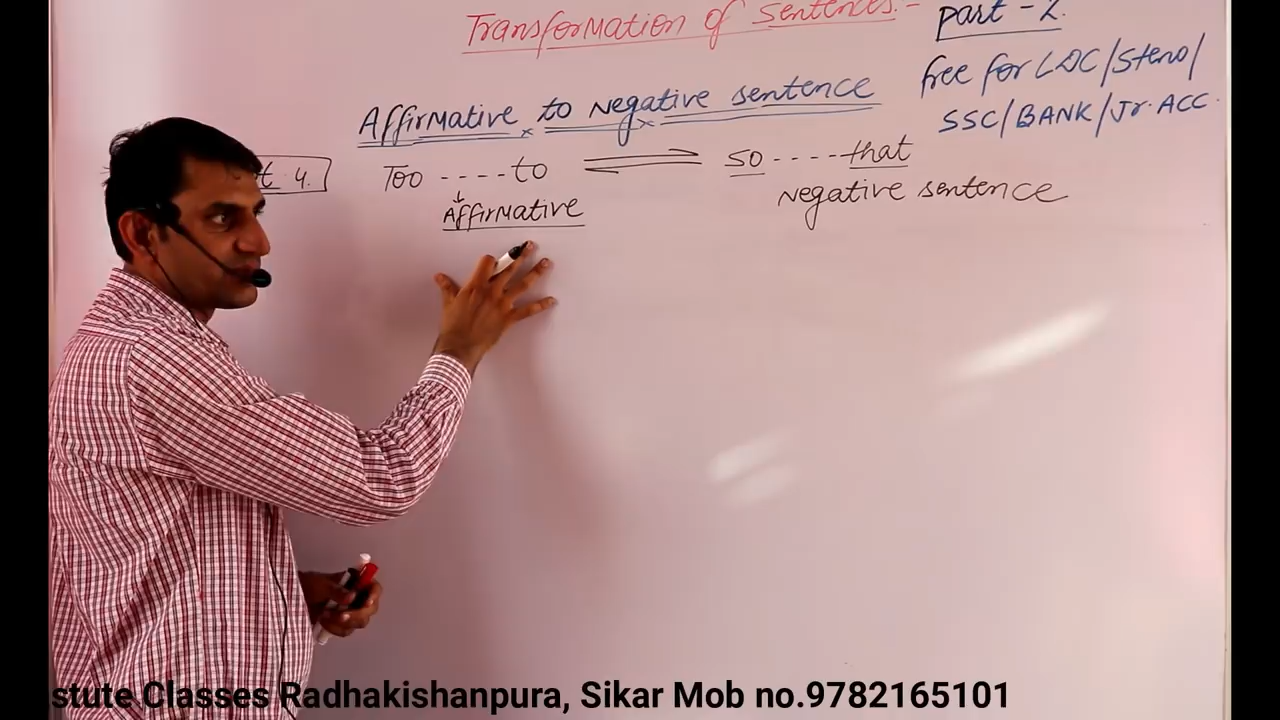 Transformation of Sentences:-
part - 2.
Affirmative to Negative sentence
free for LDC/Steno/
SSC/BANK/Jr. ACC.
4.
Too ----to
so ----that
Affirmative
Negative sentence
Classes Radhakishanpura, Sikar Mob no.9782165101